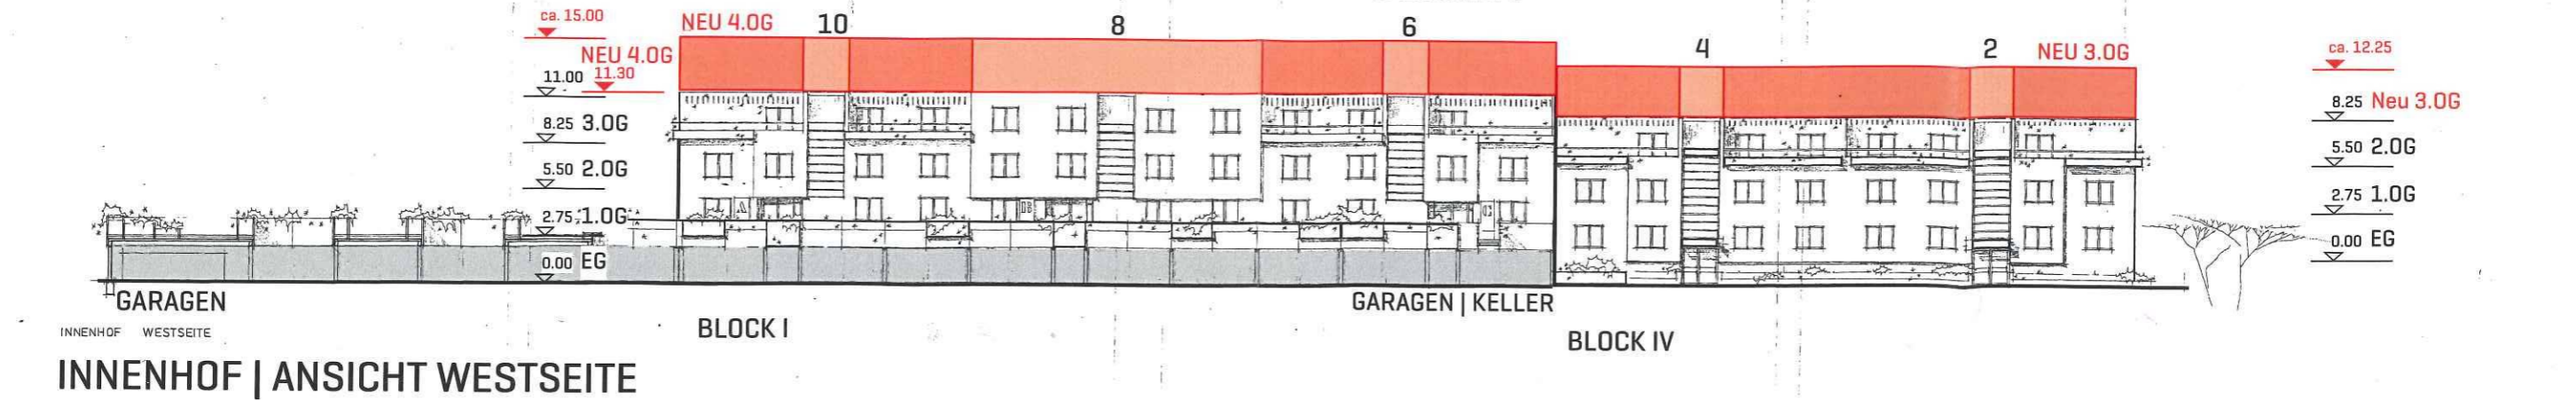 ca. 15.00
NEU 4.OG
10
8
6
4
2
NEU 3.OG
ca. 12.25
NEU 4.OG
11.00
11.30
8.25 3.OG
5.50 2.OG
2.75 1.OG
0.00 EG
8.25 Neu 3.OG
5.50 2.OG
2.75 1.OG
0.00 EG
GARAGEN
GARAGEN | KELLER
INNENHOF WESTSEITE
BLOCK I
BLOCK IV
INNENHOF | ANSICHT WESTSEITE